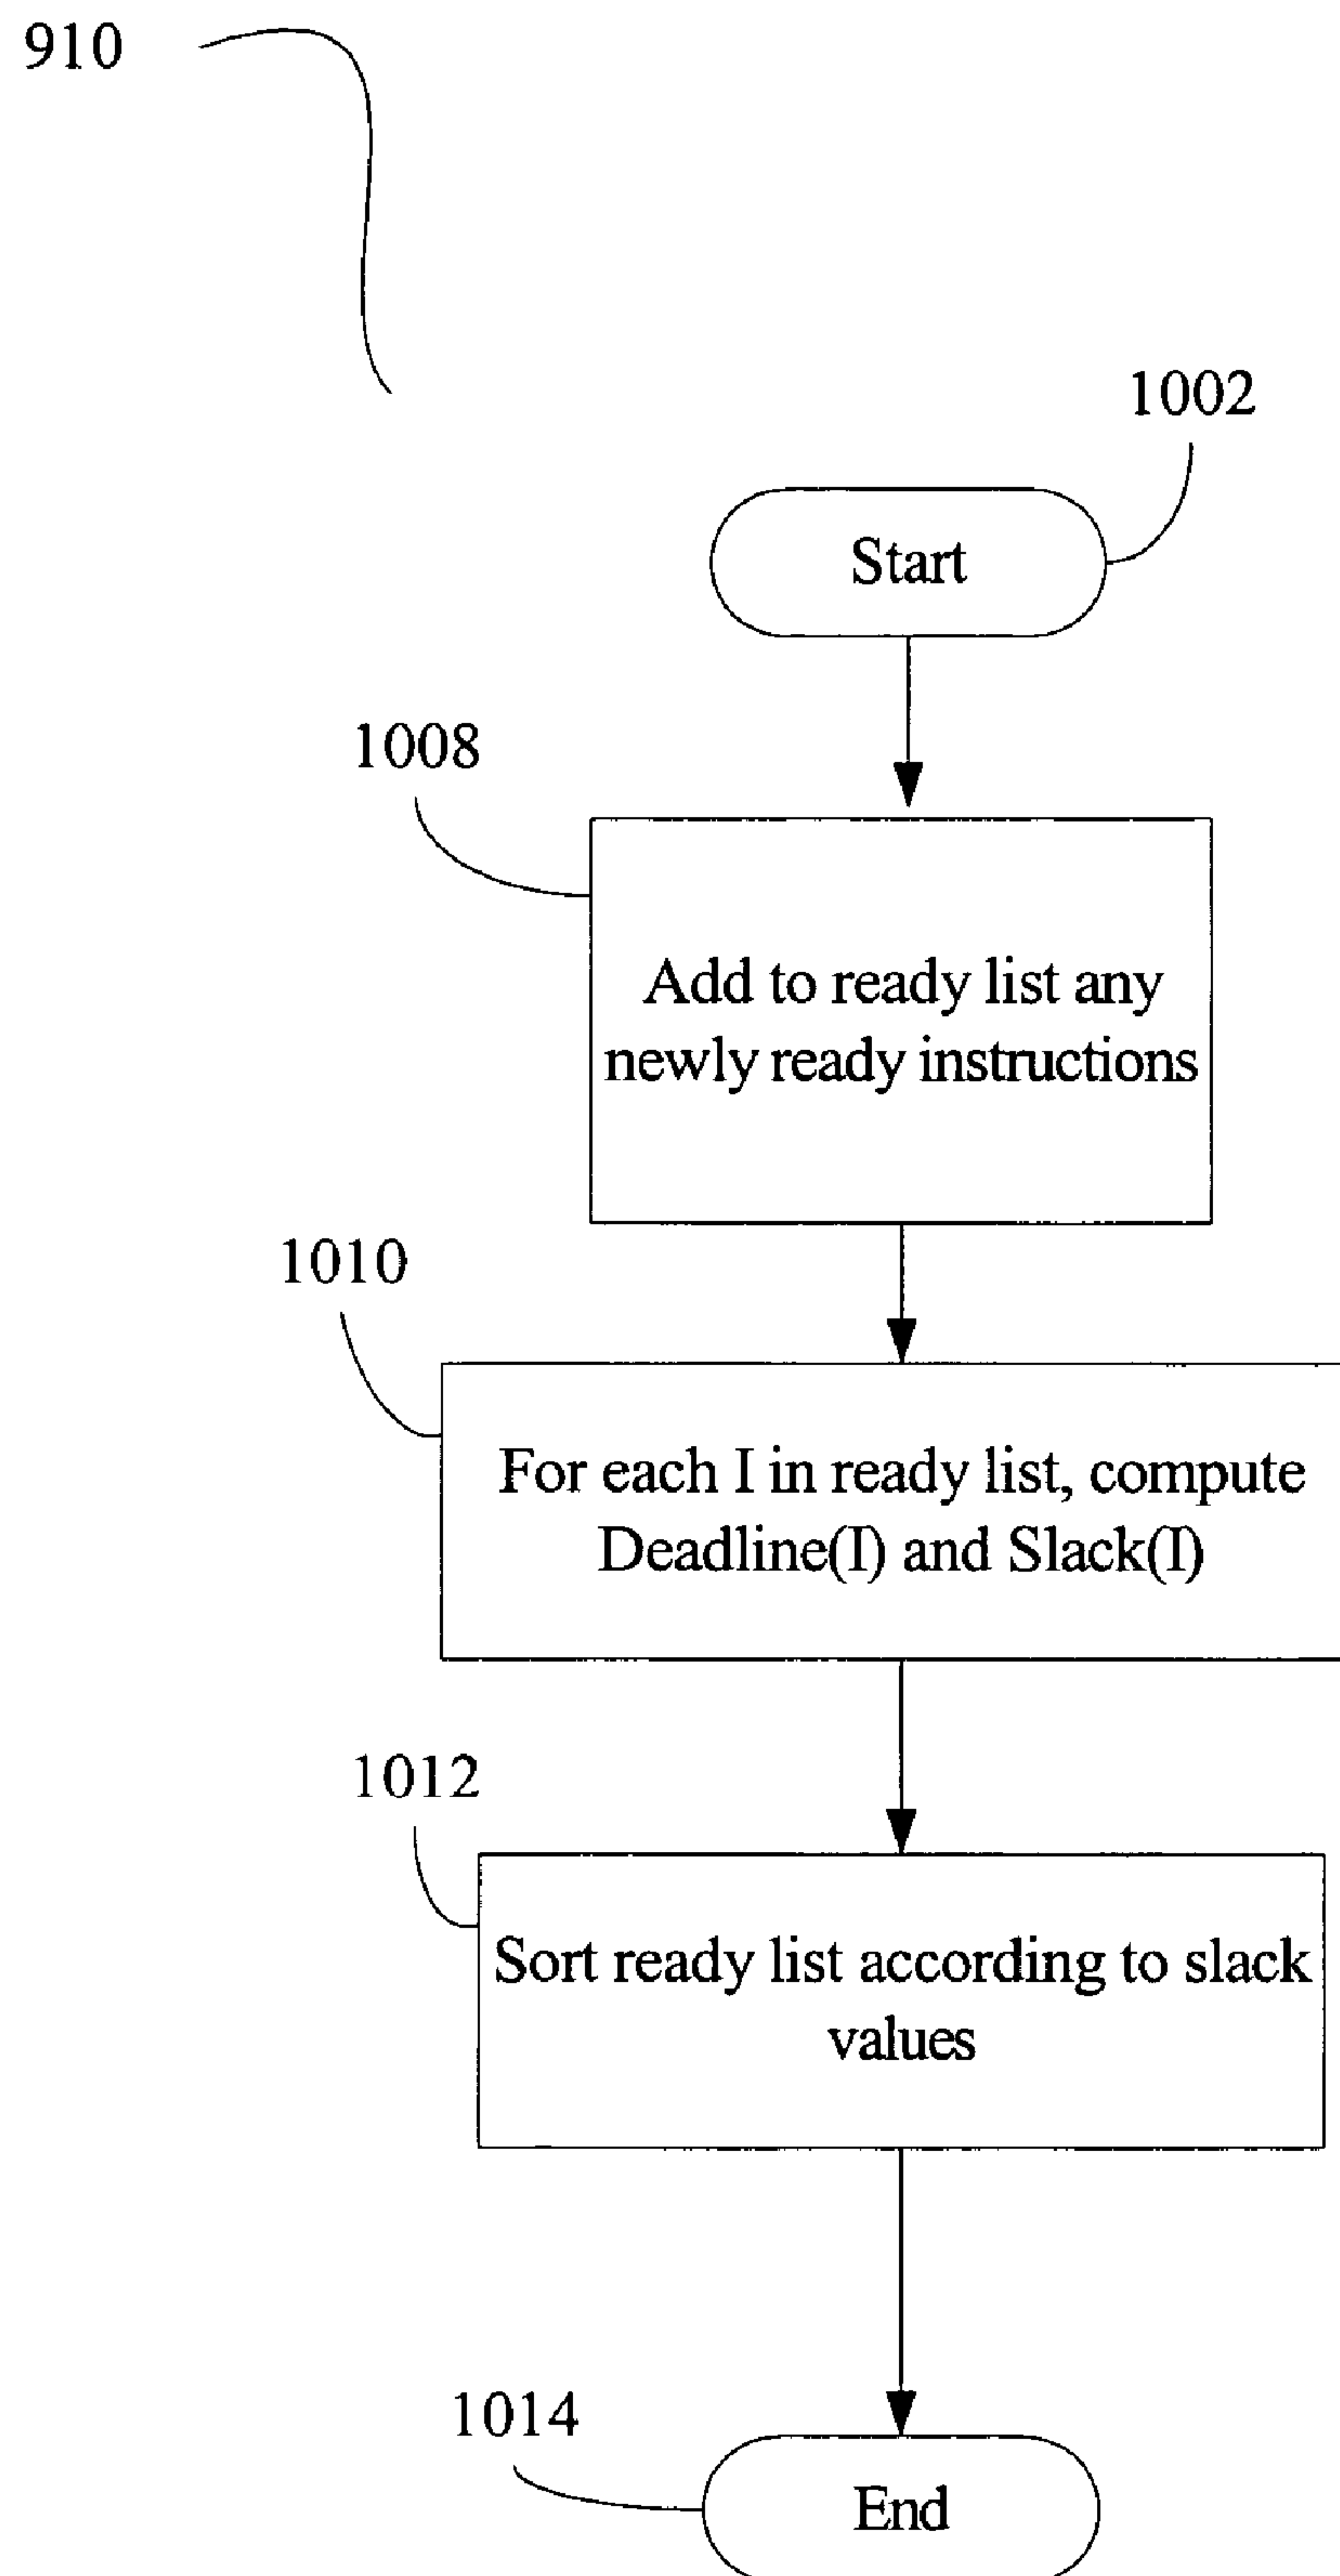 910
1002
Start
1008
Add to ready list any
newly ready instructions
1010
For each I in ready list, compute
Deadline(I) and Slack(I)
1012
Sort ready list according to slack
values
1014
End